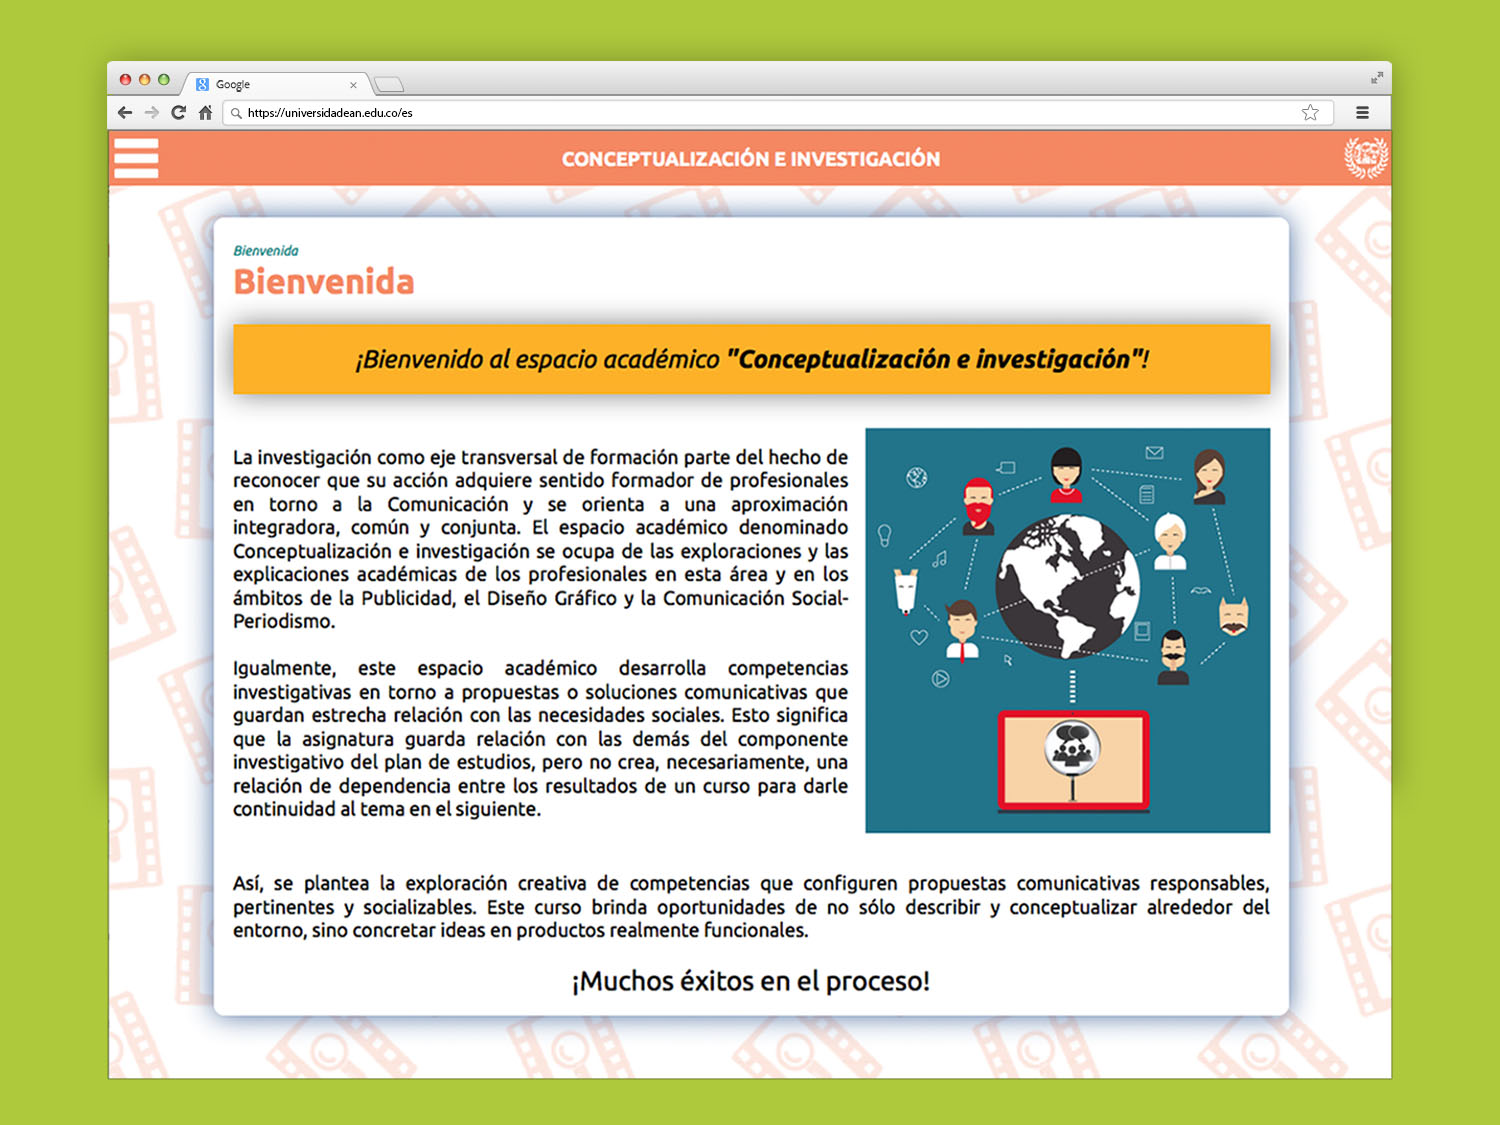 Google
https://universidadean.edu.co/es
CONCEPTUALIZACIÓN E INVESTIGACIÓN
Bienvenida
Bienvenida
¡Bienvenido al espacio académico "Conceptualización e investigación"!
La investigación como eje transversal de formación parte del hecho de
reconocer que su acción adquiere sentido formador de profesionales
en torno a la Comunicación y se orienta a una aproximación
integradora, común y conjunta. El espacio académico denominado
Conceptualización e investigación se ocupa de las exploraciones y las
explicaciones académicas de los profesionales en esta área y en los
ámbitos de la Publicidad, el Diseño Gráfico y la Comunicación Social-
Periodismo.
Igualmente, este espacio académico desarrolla competencias
investigativas en torno a propuestas o soluciones comunicativas que
guardan estrecha relación con las necesidades sociales. Esto significa
que la asignatura guarda relación con las demás del componente
investigativo del plan de estudios, pero no crea, necesariamente, una
relación de dependencia entre los resultados de un curso para darle
continuidad al tema en el siguiente.
Así, se plantea la exploración creativa de competencias que configuren propuestas comunicativas responsables,
pertinentes y socializables. Este curso brinda oportunidades de no sólo describir y conceptualizar alrededor del
entorno, sino concretar ideas en productos realmente funcionales.
¡Muchos éxitos en el proceso!